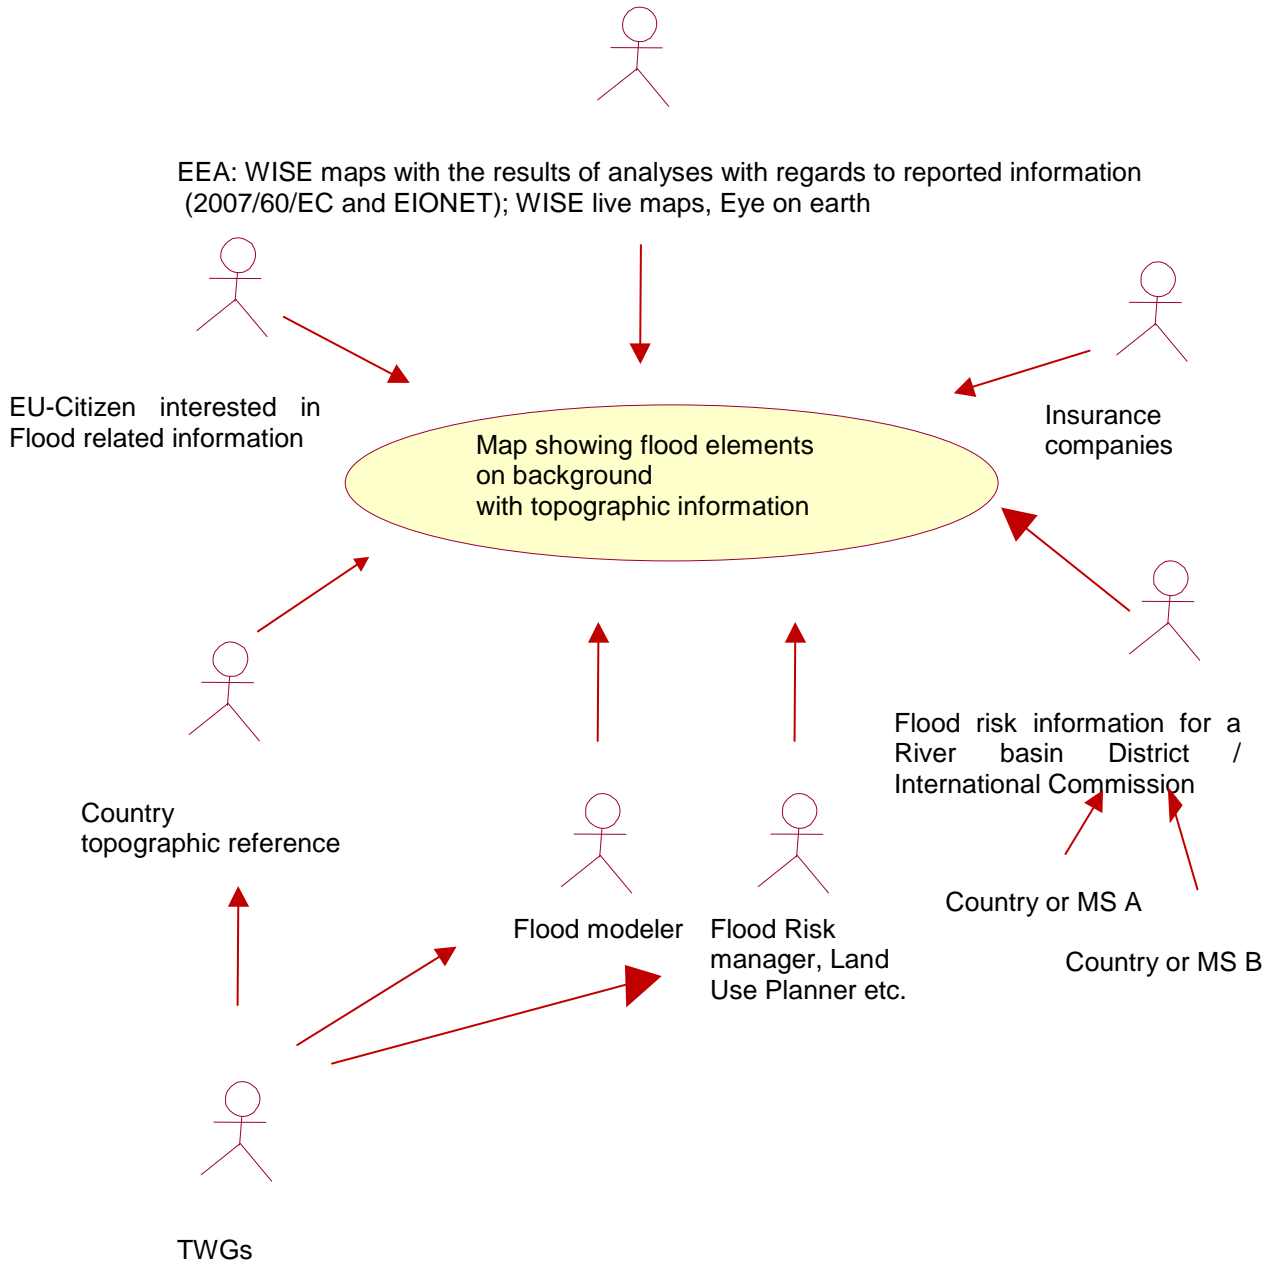 EEA: WISE maps with the results of analyses with regards to reported information
(2007/60/EC and EIONET); WISE live maps, Eye on earth
EU-Citizen interested in
Flood related information
Insurance
companies
Map showing flood elements
on background
with topographic information
Flood risk information for a
River basin District /
International Commission
Country
topographic reference
Country or MS A
Country or MS B
Flood modeler
Flood Risk
manager, Land
Use Planner etc.
TWGs